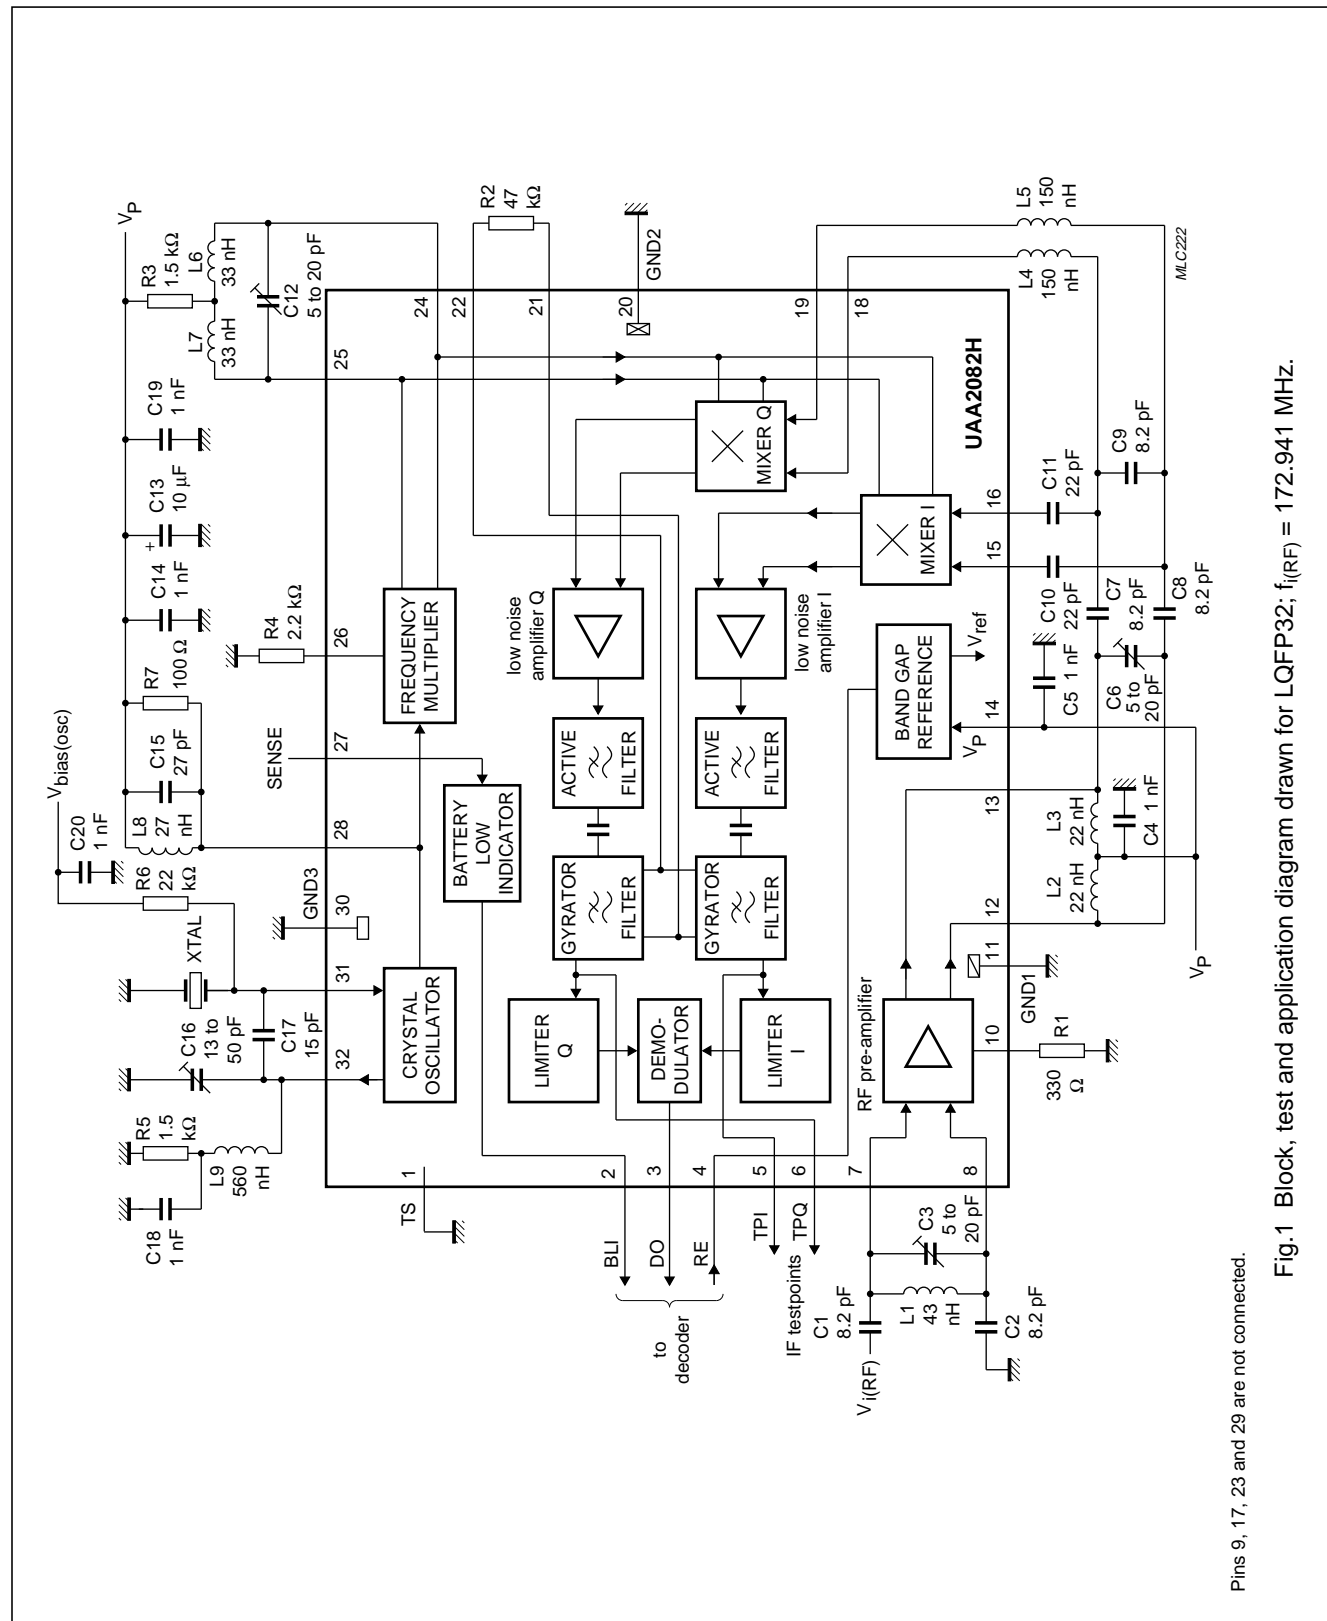 V_bias(osc)
V_P
C20
1 nF
R6
22
kΩ
L8
27
nH
C15
27 pF
R7
100 Ω
C14
1 nF
+
C13
10 μF
C19
1 nF
R3
1.5 kΩ
L7
33 nH
L6
33 nH
C12
5 to 20 pF
R2
47
kΩ
C18
1 nF
R5
1.5
kΩ
L9
560
nH
C16
13 to
50 pF
C17
15 pF
XTAL
GND3
SENSE
R4
2.2 kΩ
GND2
32
31
30
28
27
26
25
24
22
21
20
19
18
TS
1
CRYSTAL
OSCILLATOR
BATTERY
LOW
INDICATOR
FREQUENCY
MULTIPLIER
BLI
2
DO
3
RE
4
to
decoder
TPI
5
TPQ
6
IF testpoints
LIMITER
Q
DEMO-
DULATOR
LIMITER
I
GYRATOR
FILTER
ACTIVE
FILTER
low noise
amplifier Q
MIXER Q
GYRATOR
FILTER
ACTIVE
FILTER
low noise
amplifier I
MIXER I
BAND GAP
REFERENCE
V_ref
V_P
UAA2082H
RF pre-amplifier
7
8
C1
8.2 pF
V_i(RF)
L1
43
nH
C3
5 to
20 pF
C2
8.2 pF
10
11
12
13
14
15
16
330
Ω
R1
GND1
L2
22 nH
L3
22 nH
C4
1 nF
V_P
C5
1 nF
C6
5 to
20 pF
C10
22 pF
C7
8.2 pF
C8
8.2 pF
C11
22 pF
C9
8.2 pF
L4
150
nH
L5
150
nH
MLC222
Pins 9, 17, 23 and 29 are not connected.
Fig.1 Block, test and application diagram drawn for LQFP32; f_i(RF) = 172.941 MHz.